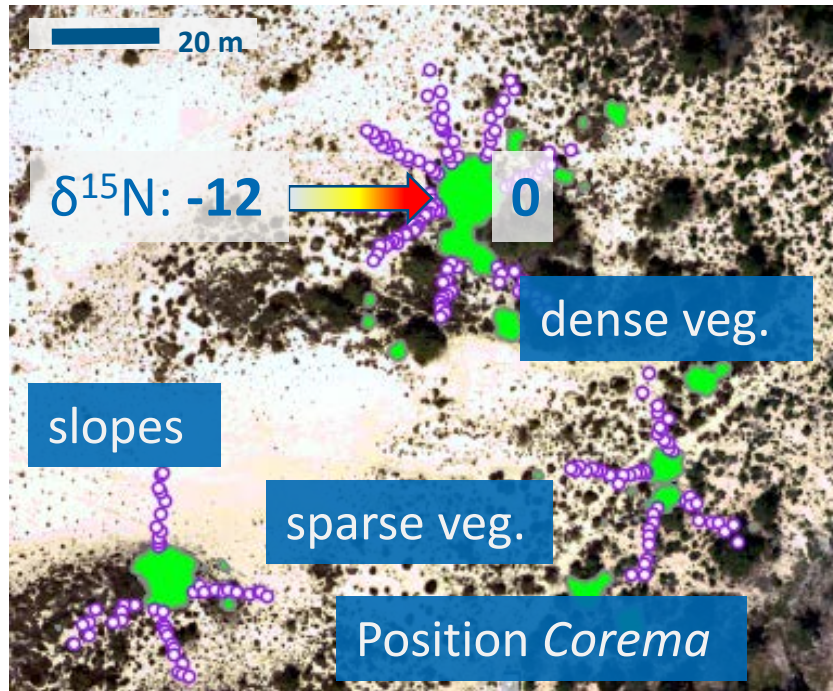 20 m
δ¹⁵N: -12
0
dense veg.
slopes
sparse veg.
Position Corema